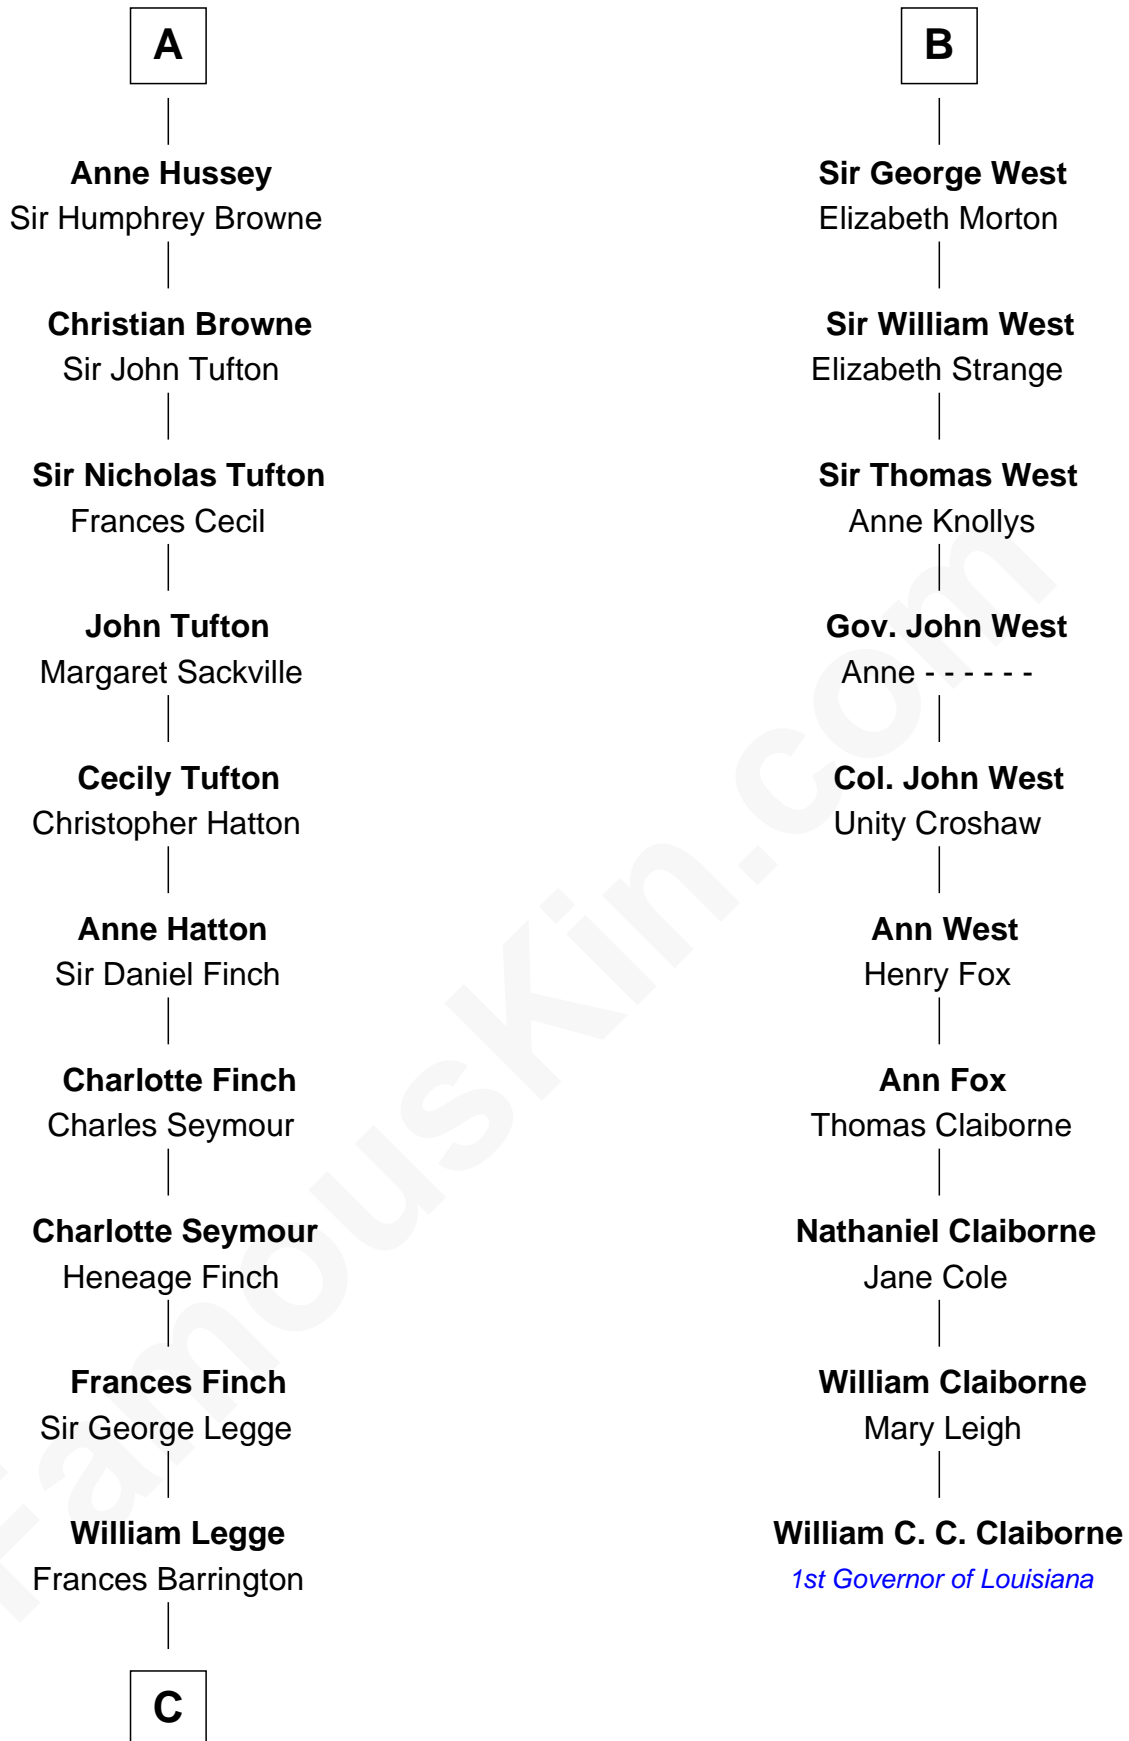 A
Anne Hussey
Sir Humphrey Browne
Christian Browne
Sir John Tufton
Sir Nicholas Tufton
Frances Cecil
John Tufton
Margaret Sackville
Cecily Tufton
Christopher Hatton
Anne Hatton
Sir Daniel Finch
Charlotte Finch
Charles Seymour
Charlotte Seymour
Heneage Finch
Frances Finch
Sir George Legge
William Legge
Frances Barrington
C
B
Sir George West
Elizabeth Morton
Sir William West
Elizabeth Strange
Sir Thomas West
Anne Knollys
Gov. John West
Anne - - - - - -
Col. John West
Unity Croshaw
Ann West
Henry Fox
Ann Fox
Thomas Claiborne
Nathaniel Claiborne
Jane Cole
William Claiborne
Mary Leigh
William C. C. Claiborne
1st Governor of Louisiana
FamousKin.com